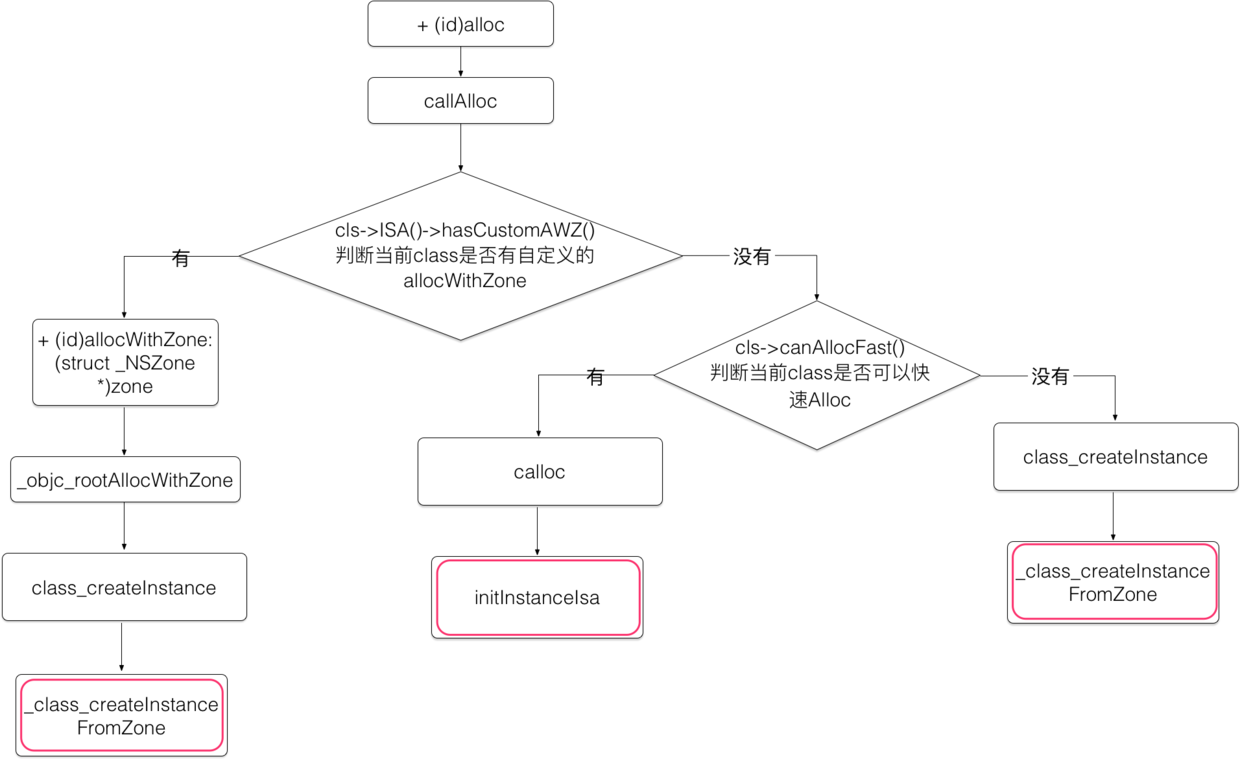 + (id)alloc
callAlloc
cls->ISA()->hasCustomAWZ()
判断当前class是否有自定义的
allocWithZone
有
没有
+ (id)allocWithZone:
(struct _NSZone
*)zone
cls->canAllocFast()
判断当前class是否可以快
速Alloc
有
没有
_objc_rootAllocWithZone
calloc
class_createInstance
class_createInstance
initInstanceIsa
_class_createInstance
FromZone
_class_createInstance
FromZone